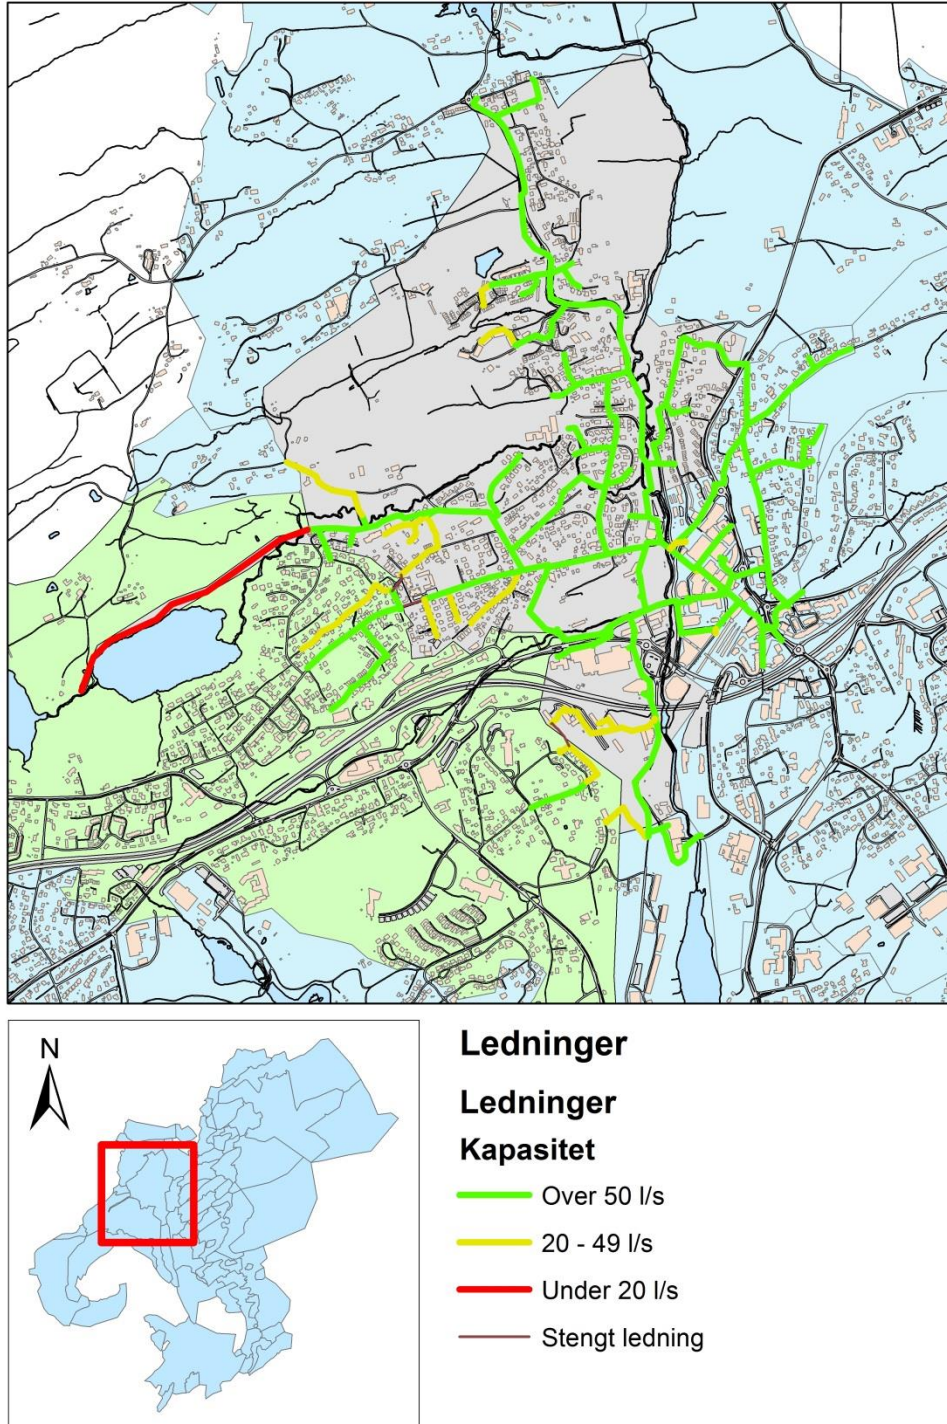 N
Ledninger
Ledninger
Kapasitet
Over 50 l/s
20 - 49 l/s
Under 20 l/s
Stengt ledning